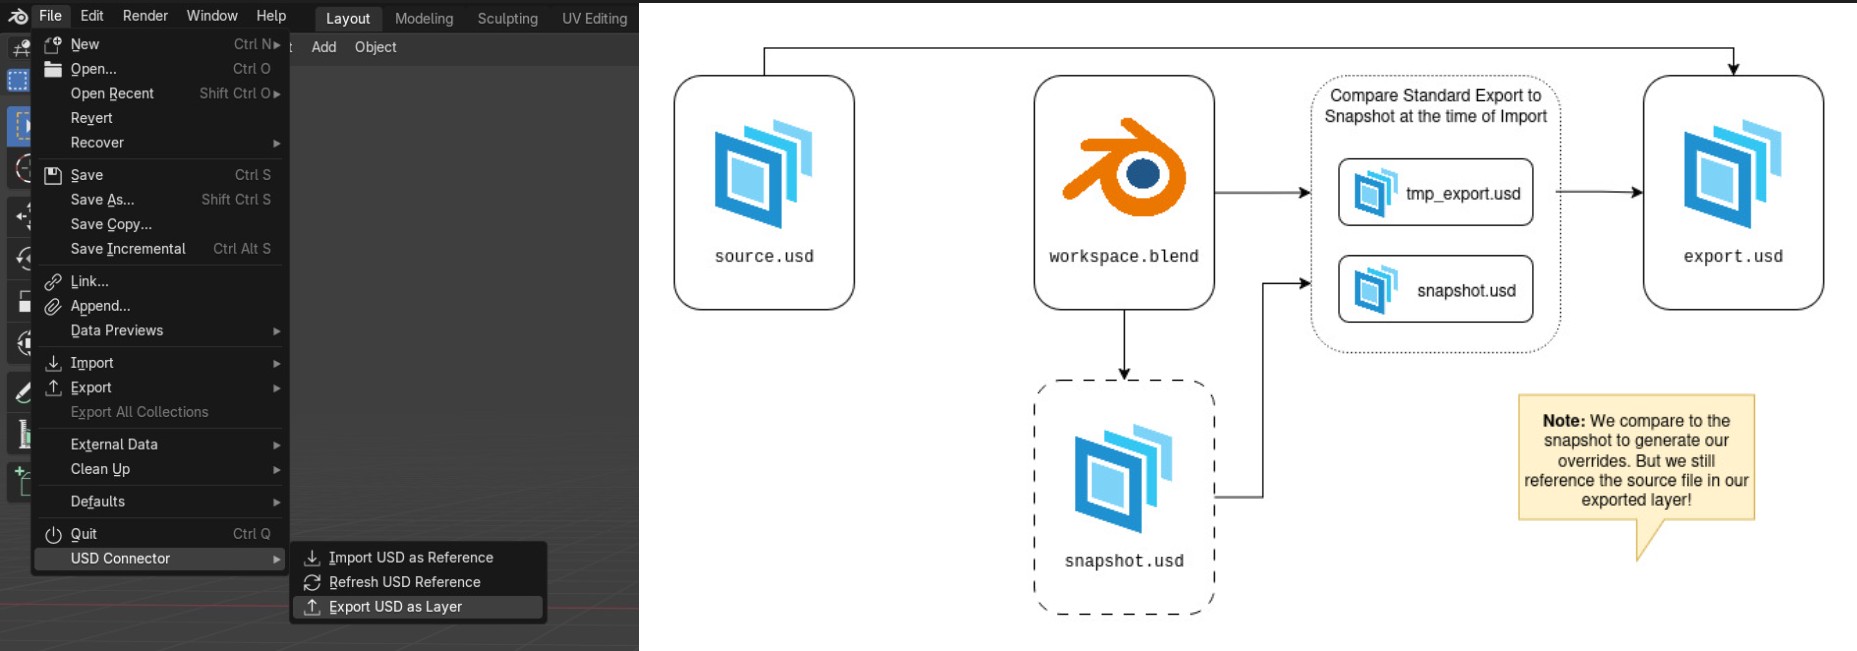 File Edit Render Window Help Layout Modeling Sculpting UV Editing
Add Object
New Ctrl N
Open... Ctrl O
Open Recent Shift Ctrl O
Revert
Recover
Save Ctrl S
Save As... Shift Ctrl S
Save Copy...
Save Incremental Ctrl Alt S
Link...
Append...
Data Previews
Import
Export
Export All Collections
External Data
Clean Up
Defaults
Quit Ctrl Q
USD Connector
Import USD as Reference
Refresh USD Reference
Export USD as Layer
source.usd
workspace.blend
Compare Standard Export to
Snapshot at the time of Import
tmp_export.usd
snapshot.usd
export.usd
snapshot.usd
Note: We compare to the
snapshot to generate our
overrides. But we still
reference the source file in our
exported layer!